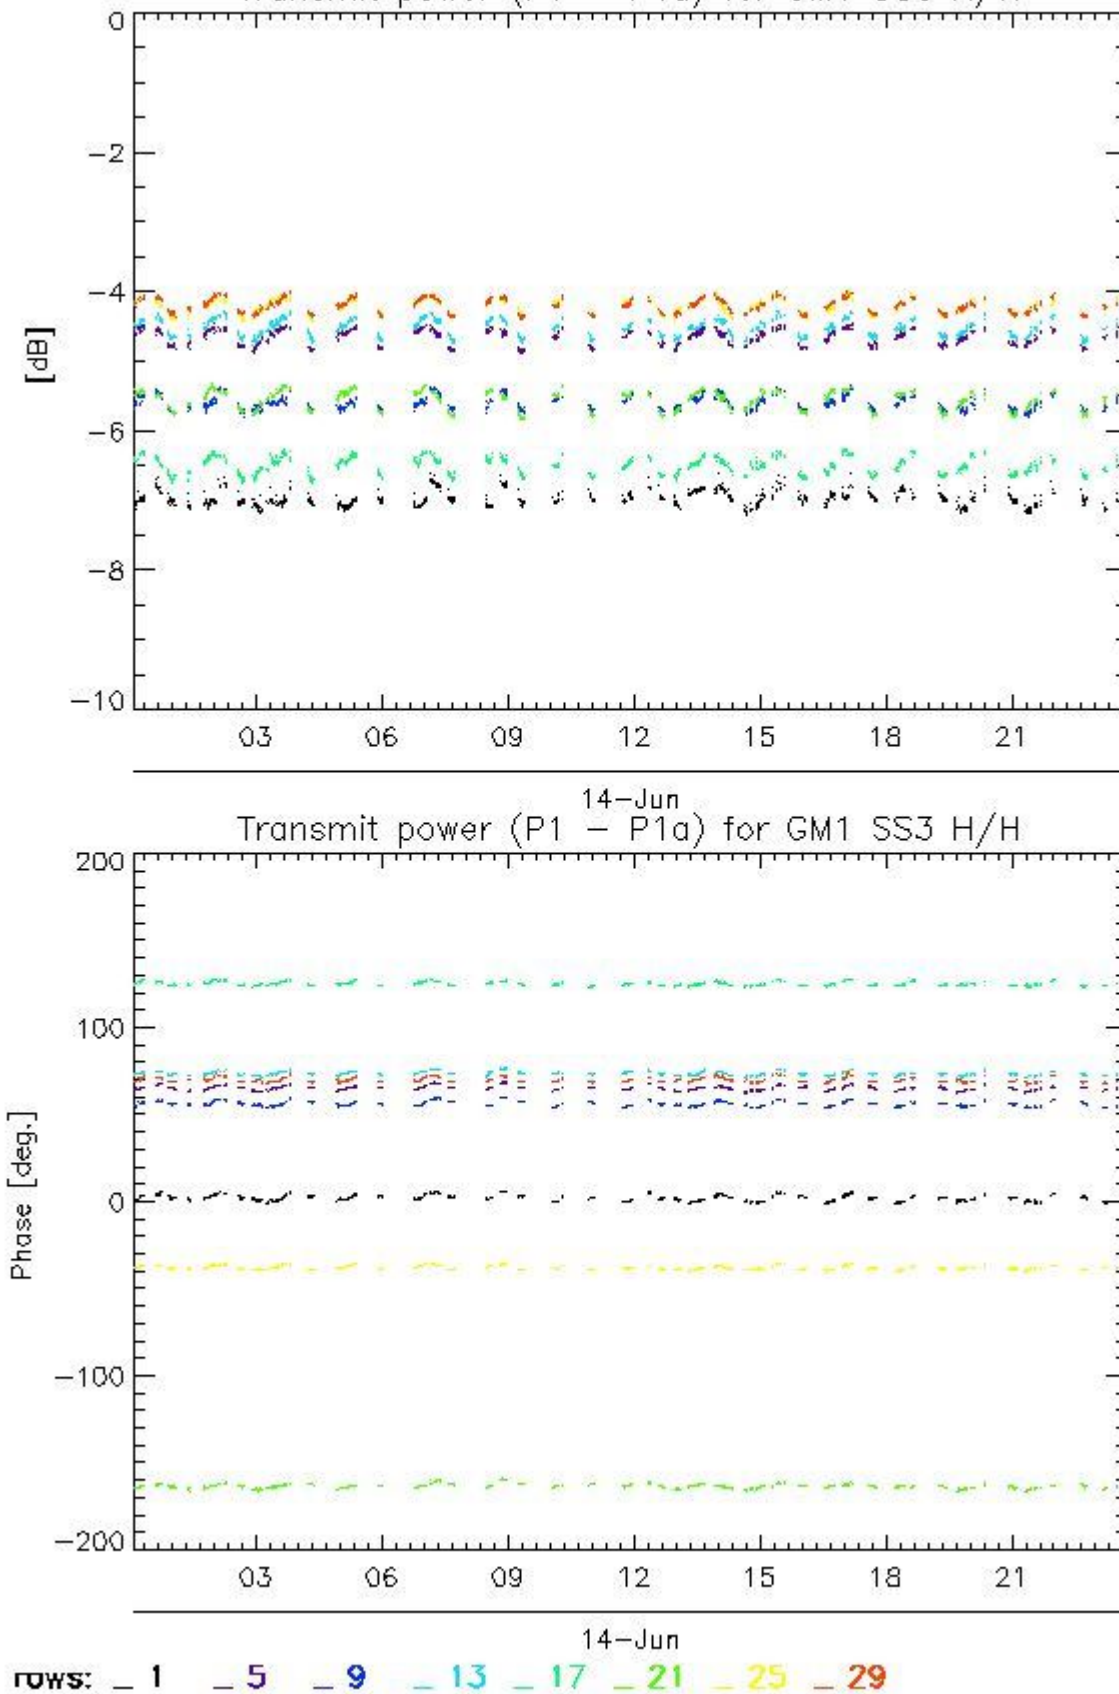 0
−2
−4
−6
−8
−10
[dB]
03 06 09 12 15 18 21
14−Jun
Transmit power (P1 − P1a) for GM1 SS3 H/H
200
100
0
−100
−200
Phase [deg.]
03 06 09 12 15 18 21
14−Jun
rows: 1 5 9 13 17 21 25 29